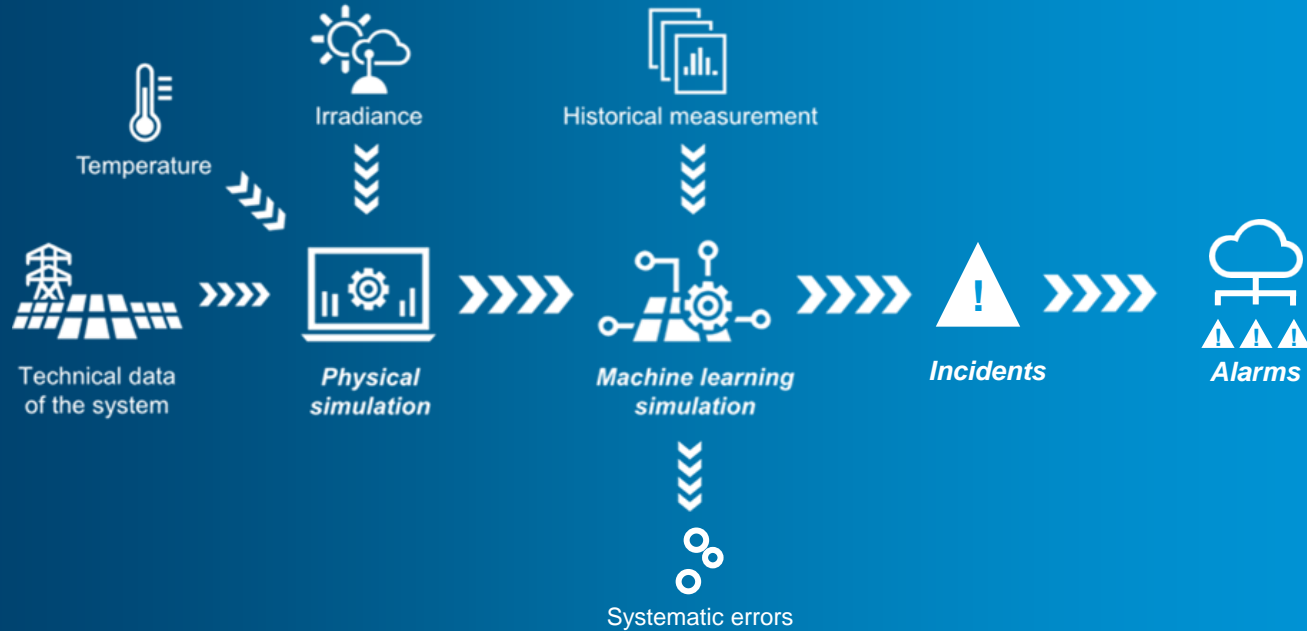 Irradiance
Historical measurement
Temperature
Technical data
of the system
Physical
simulation
Machine learning
simulation
!
Incidents
! ! !
Alarms
Systematic errors